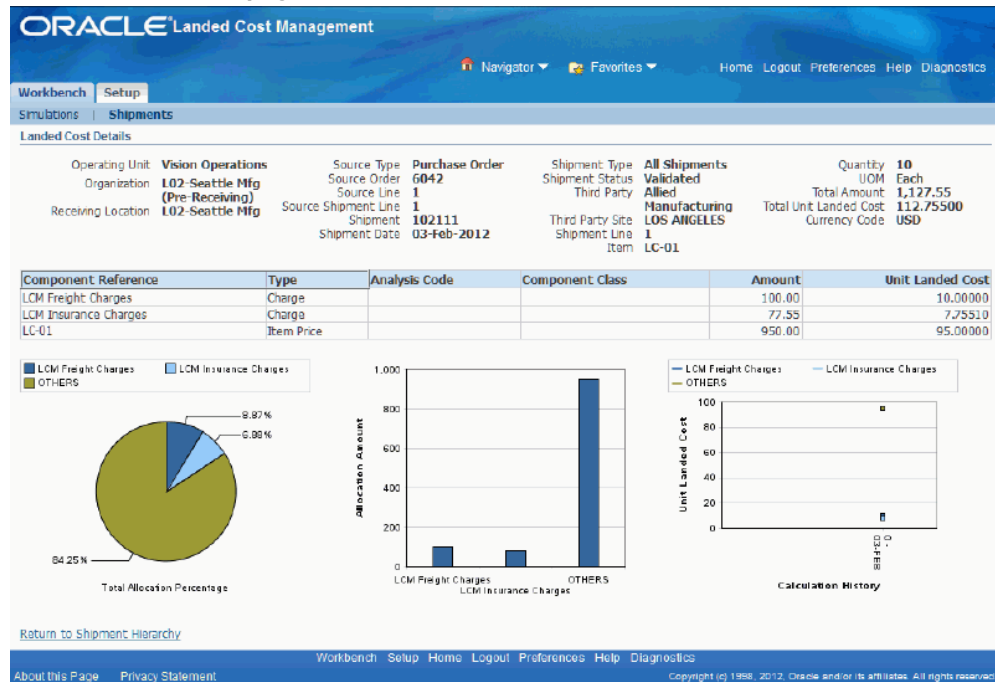 ORACLE® Landed Cost Management
Navigator Favorites Home Logout Preferences Help Diagnostics
Workbench Setup
Simulations | Shipments
Landed Cost Details
Operating Unit Vision Operations
Organization L02-Seattle Mfg
(Pre-Receiving)
Receiving Location L02-Seattle Mfg
Source Type Purchase Order
Source Order 6042
Source Line 1
Source Shipment Line 1
Shipment 102111
Shipment Date 03-Feb-2012
Shipment Type All Shipments
Shipment Status Validated
Third Party Allied
Manufacturing
Third Party Site LOS ANGELES
Shipment Line 1
Item LC-01
Quantity 10
UOM Each
Total Amount 1,127.55
Total Unit Landed Cost 112.75500
Currency Code USD
Component Reference Type Analysis Code Component Class Amount Unit Landed Cost
LCM Freight Charges Charge 100.00 10.00000
LCM Insurance Charges Charge 77.55 7.75510
LC-01 Item Price 950.00 95.00000
LCM Freight Charges LCM Insurance Charges
OTHERS
8.87%
6.88%
84.25%
Total Allocation Percentage
1,000
800
600
400
200
0
Allocation Amount
LCM Freight Charges OTHERS
LCM Insurance Charges
LCM Freight Charges LCM Insurance Charges
OTHERS
100
80
60
40
20
0
Unit Landed Cost
0 -
03-FEB
Calculation History
Return to Shipment Hierarchy
Workbench Setup Home Logout Preferences Help Diagnostics
About this Page Privacy Statement Copyright (c) 1998, 2012, Oracle and/or its affiliates. All rights reserved